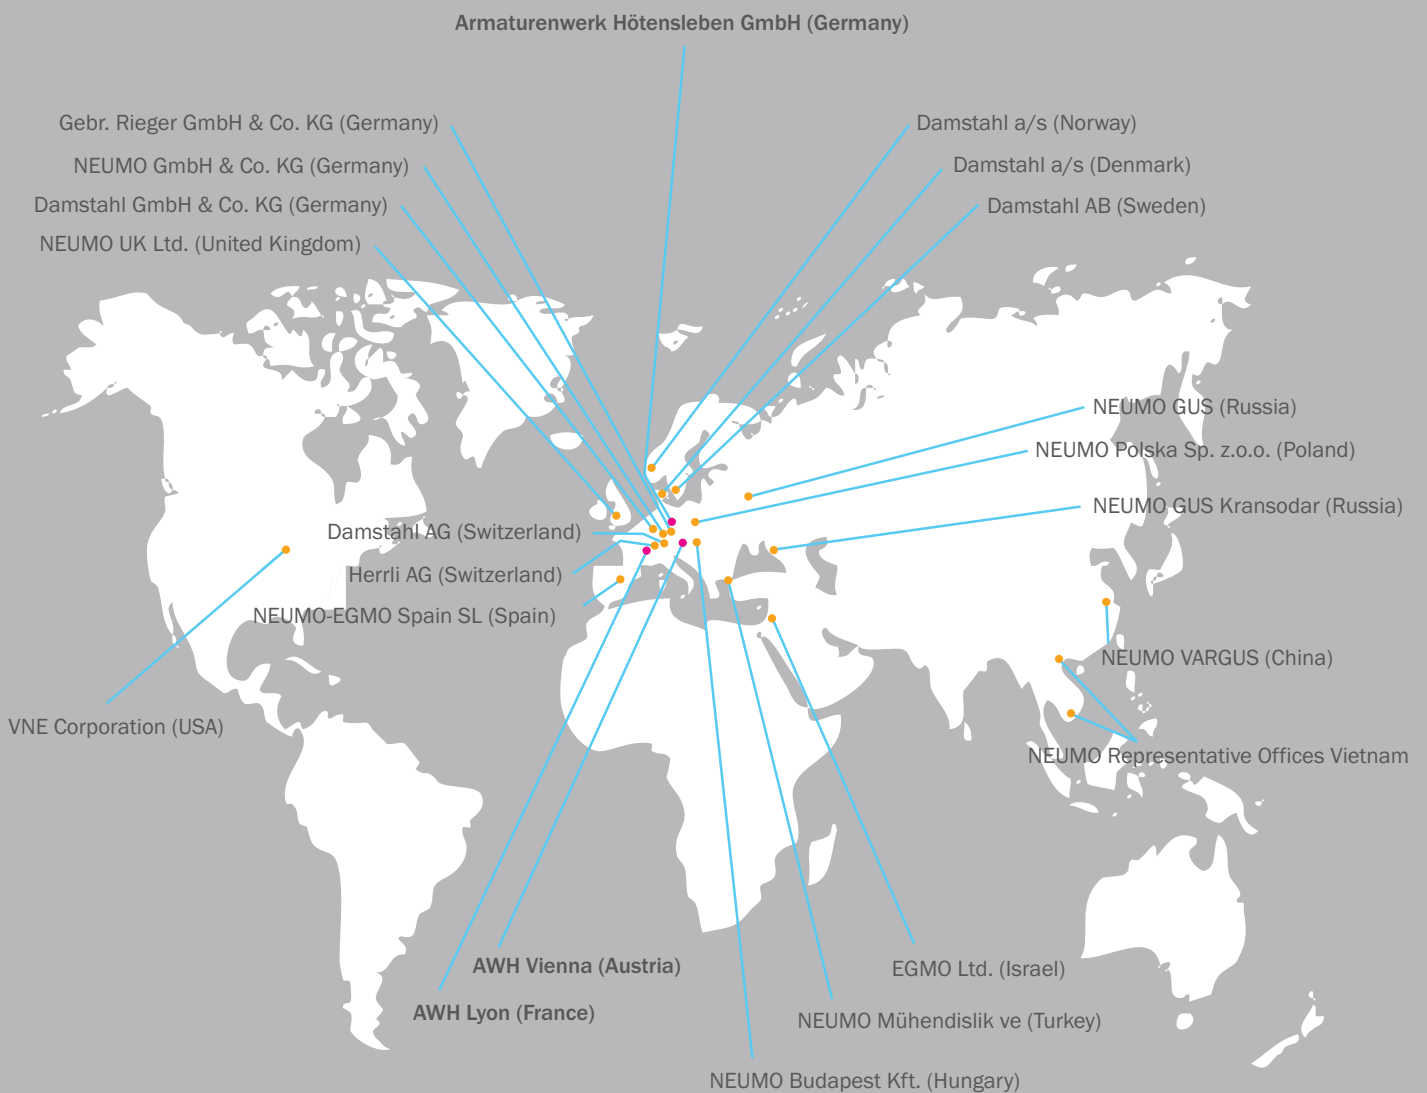 Armaturenwerk Hötensleben GmbH (Germany)
Gebr. Rieger GmbH & Co. KG (Germany)
NEUMO GmbH & Co. KG (Germany)
Damstahl GmbH & Co. KG (Germany)
NEUMO UK Ltd. (United Kingdom)
Damstahl a/s (Norway)
Damstahl a/s (Denmark)
Damstahl AB (Sweden)
NEUMO GUS (Russia)
NEUMO Polska Sp. z.o.o. (Poland)
NEUMO GUS Kransodar (Russia)
Damstahl AG (Switzerland)
Herrli AG (Switzerland)
NEUMO-EGMO Spain SL (Spain)
NEUMO VARGUS (China)
VNE Corporation (USA)
NEUMO Representative Offices Vietnam
AWH Vienna (Austria)
EGMO Ltd. (Israel)
AWH Lyon (France)
NEUMO Mühendislik ve (Turkey)
NEUMO Budapest Kft. (Hungary)